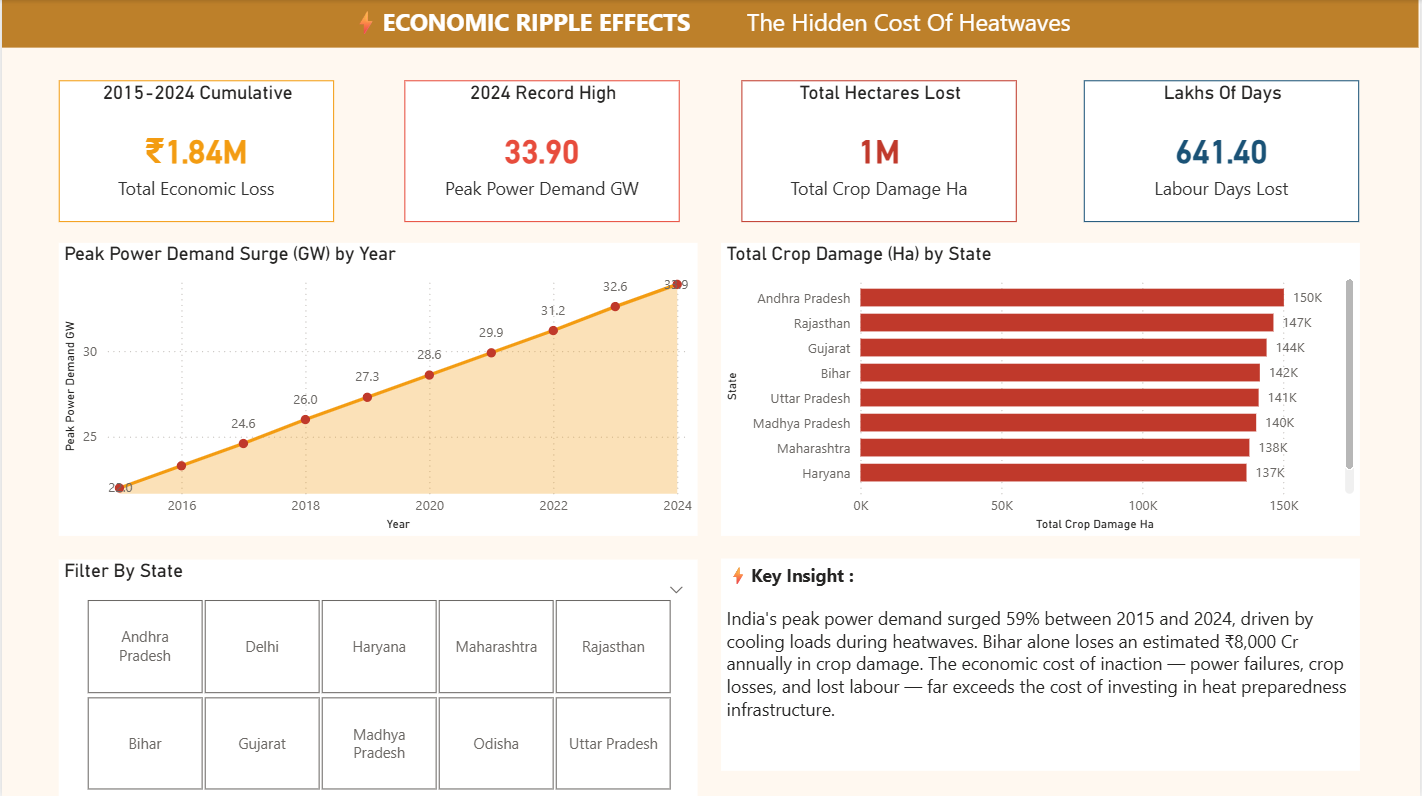 ⚡ ECONOMIC RIPPLE EFFECTS The Hidden Cost Of Heatwaves
2015-2024 Cumulative
₹1.84M
Total Economic Loss
2024 Record High
33.90
Peak Power Demand GW
Total Hectares Lost
1M
Total Crop Damage Ha
Lakhs Of Days
641.40
Labour Days Lost
Peak Power Demand Surge (GW) by Year
Peak Power Demand GW
30
25
24.6
26.0
27.3
28.6
29.9
31.2
32.6
33.9
2016
2018
2020
2022
2024
Year
Total Crop Damage (Ha) by State
State
Andhra Pradesh 150K
Rajasthan 147K
Gujarat 144K
Bihar 142K
Uttar Pradesh 141K
Madhya Pradesh 140K
Maharashtra 138K
Haryana 137K
0K 50K 100K 150K
Total Crop Damage Ha
Filter By State
Andhra
Pradesh
Delhi
Haryana
Maharashtra
Rajasthan
Bihar
Gujarat
Madhya
Pradesh
Odisha
Uttar Pradesh
⚡ Key Insight :
India's peak power demand surged 59% between 2015 and 2024, driven by
cooling loads during heatwaves. Bihar alone loses an estimated ₹8,000 Cr
annually in crop damage. The economic cost of inaction — power failures, crop
losses, and lost labour — far exceeds the cost of investing in heat preparedness
infrastructure.